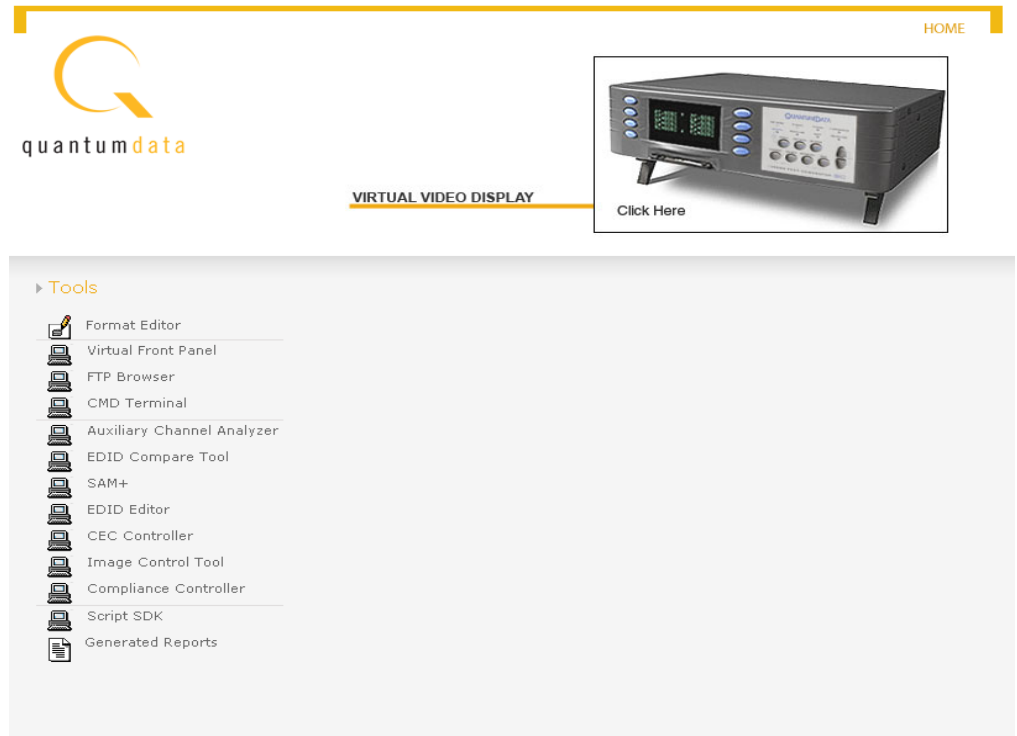 HOME
quantumdata
QUANTUMDATA
VIRTUAL VIDEO DISPLAY
Click Here
Tools
Format Editor
Virtual Front Panel
FTP Browser
CMD Terminal
Auxiliary Channel Analyzer
EDID Compare Tool
SAM+
EDID Editor
CEC Controller
Image Control Tool
Compliance Controller
Script SDK
Generated Reports